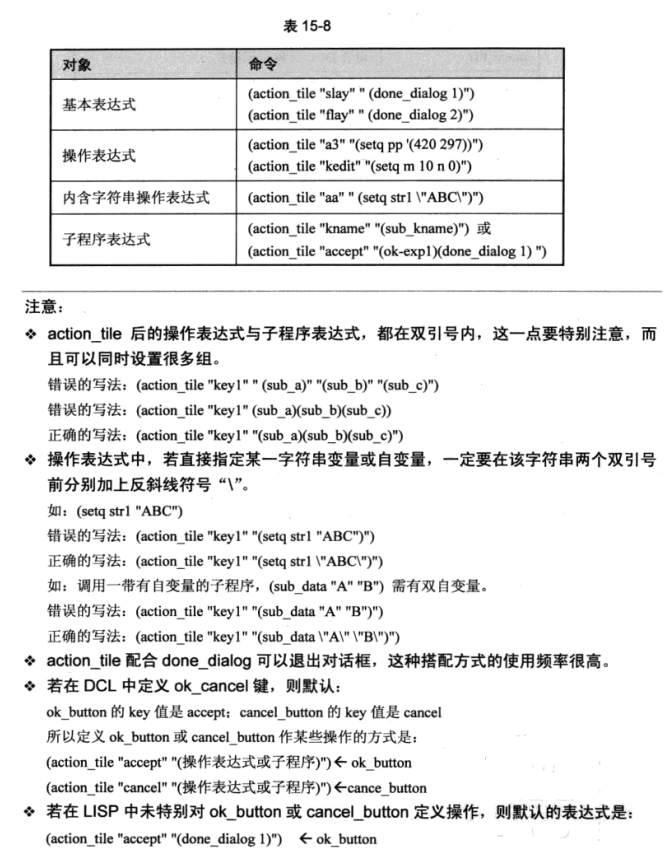 表 15-8
对象 命令
基本表达式 (action_tile "slay" " (done_dialog 1)")
(action_tile "flay" " (done_dialog 2)")
操作表达式 (action_tile "a3" "(setq pp '(420 297))")
(action_tile "kedit" "(setq m 10 n 0)")
内含字符串操作表达式 (action_tile "aa" " (setq str1 \"ABC\")")
子程序表达式 (action_tile "kname" "(sub_kname)") 或
(action_tile "accept" "(ok-exp1)(done_dialog 1) ")
注意：
❖ action_tile 后的操作表达式与子程序表达式，都在双引号内，这一点要特别注意，而
且可以同时设置很多组。
错误的写法：(action_tile "key1" " (sub_a)" "(sub_b)" "(sub_c)")
错误的写法：(action_tile "key1" (sub_a)(sub_b)(sub_c))
正确的写法：(action_tile "key1" "(sub_a)(sub_b)(sub_c)")
❖ 操作表达式中，若直接指定某一字符串变量或自变量，一定要在该字符串两个双引号
前分别加上反斜线符号“\”。
如：(setq str1 "ABC")
错误的写法：(action_tile "key1" "(setq str1 "ABC")")
正确的写法：(action_tile "key1" "(setq str1 \"ABC\")")
如：调用一带有自变量的子程序，(sub_data "A" "B") 需有双自变量。
错误的写法：(action_tile "key1" "(sub_data "A" "B")")
正确的写法：(action_tile "key1" "(sub_data \"A\" \"B\")")
❖ action_tile 配合 done_dialog 可以退出对话框，这种搭配方式的使用频率很高。
❖ 若在 DCL 中定义 ok_cancel 键，则默认：
ok_button 的 key 值是 accept；cancel_button 的 key 值是 cancel
所以定义 ok_button 或 cancel_button 作某些操作的方式是：
(action_tile "accept" "(操作表达式或子程序)")← ok_button
(action_tile "cancel" "(操作表达式或子程序)")←cance_button
❖ 若在 LISP 中未特别对 ok_button 或 cancel_button 定义操作，则默认的表达式是：
(action_tile "accept" "(done_dialog 1)") ← ok_button